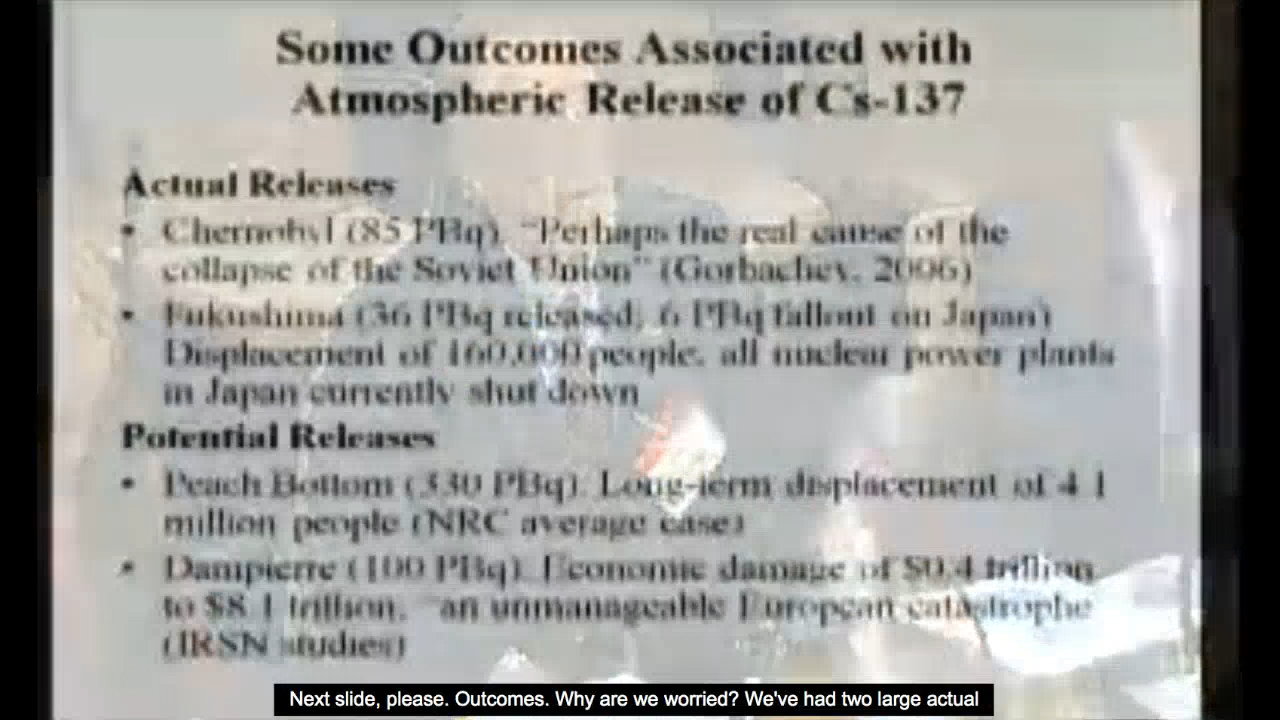 Some Outcomes Associated with
Atmospheric Release of Cs-137
Actual Releases
• Chernobyl (85 PBq) "Perhaps the real cause of the
collapse of the Soviet Union" (Gorbachev, 2006)
• Fukushima (36 PBq released, 6 PBq fallout on Japan)
Displacement of 160,000 people, all nuclear power plants
in Japan currently shut down
Potential Releases
• Peach Bottom (330 PBq) Long-term displacement of 4.1
million people (NRC average case)
• Dampierre (100 PBq) Economic damage of $0.4 trillion
to $8.1 trillion, "an unmanageable European catastrophe
(IRSN studies)
Next slide, please. Outcomes. Why are we worried? We've had two large actual